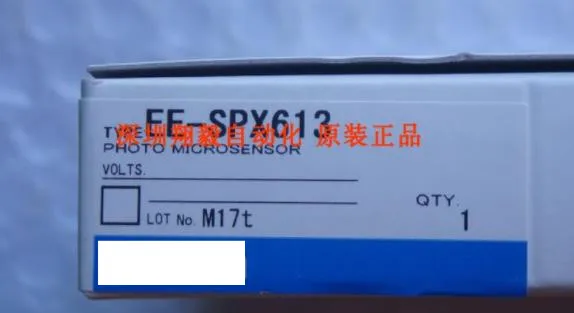 TYPE EE-SPX613
深圳翔毅自动化 原装正品
PHOTO MICROSENSOR
VOLTS.
QTY.
LOT No. M17t 1